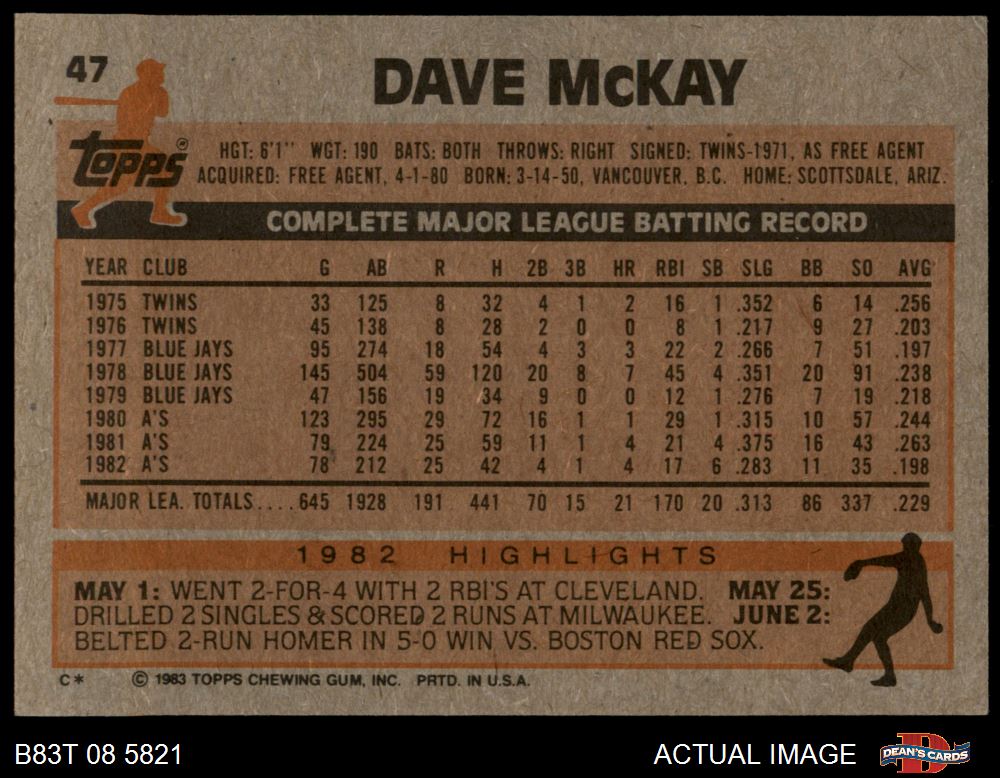 47
DAVE McKAY
topps®
HGT: 6'1" WGT: 190 BATS: BOTH THROWS: RIGHT SIGNED: TWINS-1971, AS FREE AGENT
ACQUIRED: FREE AGENT, 4-1-80 BORN: 3-14-50, VANCOUVER, B.C. HOME: SCOTTSDALE, ARIZ.
COMPLETE MAJOR LEAGUE BATTING RECORD
YEAR CLUB G AB R H 2B 3B HR RBI SB SLG BB SO AVG
1975 TWINS 33 125 8 32 4 1 2 16 1 .352 6 14 .256
1976 TWINS 45 138 8 28 2 0 0 8 1 .217 9 27 .203
1977 BLUE JAYS 95 274 18 54 4 3 3 22 2 .266 7 51 .197
1978 BLUE JAYS 145 504 59 120 20 8 7 45 4 .351 20 91 .238
1979 BLUE JAYS 47 156 19 34 9 0 0 12 1 .276 7 19 .218
1980 A'S 123 295 29 72 16 1 1 29 1 .315 10 57 .244
1981 A'S 79 224 25 59 11 1 4 21 4 .375 16 43 .263
1982 A'S 78 212 25 42 4 1 4 17 6 .283 11 35 .198
MAJOR LEA. TOTALS.... 645 1928 191 441 70 15 21 170 20 .313 86 337 .229
1982 HIGHLIGHTS
MAY 1: WENT 2-FOR-4 WITH 2 RBI'S AT CLEVELAND. MAY 25:
DRILLED 2 SINGLES & SCORED 2 RUNS AT MILWAUKEE. JUNE 2:
BELTED 2-RUN HOMER IN 5-0 WIN VS. BOSTON RED SOX.
C* © 1983 TOPPS CHEWING GUM, INC. PRTD. IN U.S.A.
B83T 08 5821 ACTUAL IMAGE DEAN'S CARDS